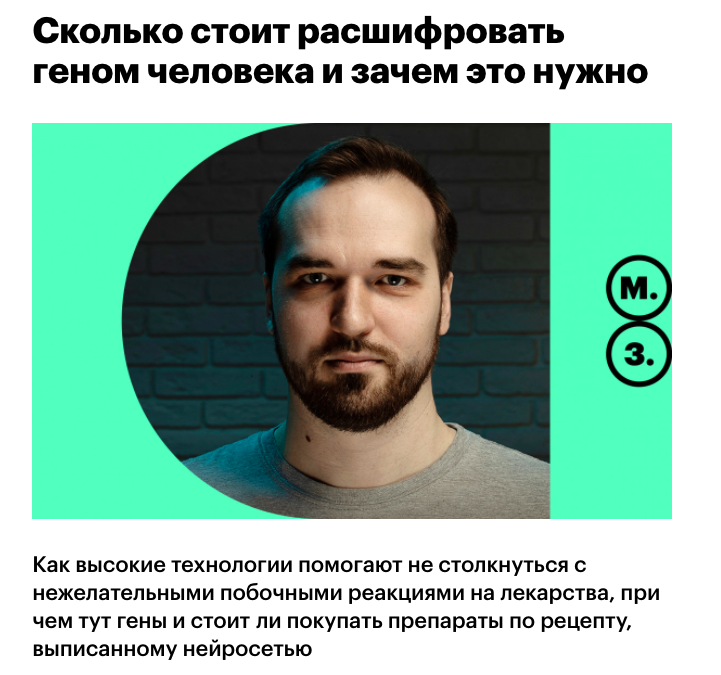 Сколько стоит расшифровать
геном человека и зачем это нужно
М.
З.
Как высокие технологии помогают не столкнуться с
нежелательными побочными реакциями на лекарства, при
чем тут гены и стоит ли покупать препараты по рецепту,
выписанному нейросетью